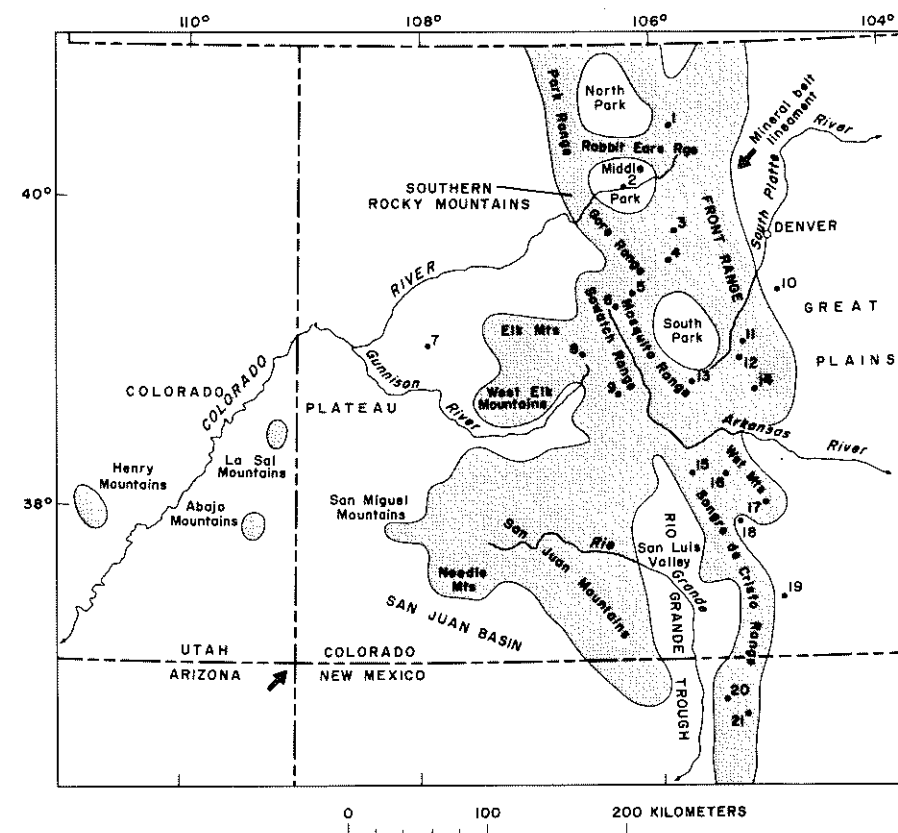 110° 108° 106° 104°
North
Park
1
Park Range
Mineral belt
lineament
River
Rabbit Ears Rge
Middle
2
Park
40°
SOUTHERN
ROCKY MOUNTAINS
South Platte
FRONT RANGE
3
DENVER
Gore Range
4
RIVER
5
10
6
GREAT
Mosquito Range
Sawatch Range
South
Park
Elk Mts
7
8
11
12
PLAINS
Gunnison
13
14
COLORADO
COLORADO
PLATEAU
West Elk
Mountains
9
River
Arkansas
River
La Sal
Mountains
Henry
Mountains
15
16
Wet Mts
San Miguel
Mountains
Abajo
Mountains
38°
17
18
RIO
San Luis
Valley
San Juan Mountains
Rio
Grande
Sangre de Cristo Range
19
Needle
Mts
GRANDE
SAN JUAN BASIN
UTAH COLORADO
ARIZONA NEW MEXICO
TROUGH
20
21
0 100 200 KILOMETERS